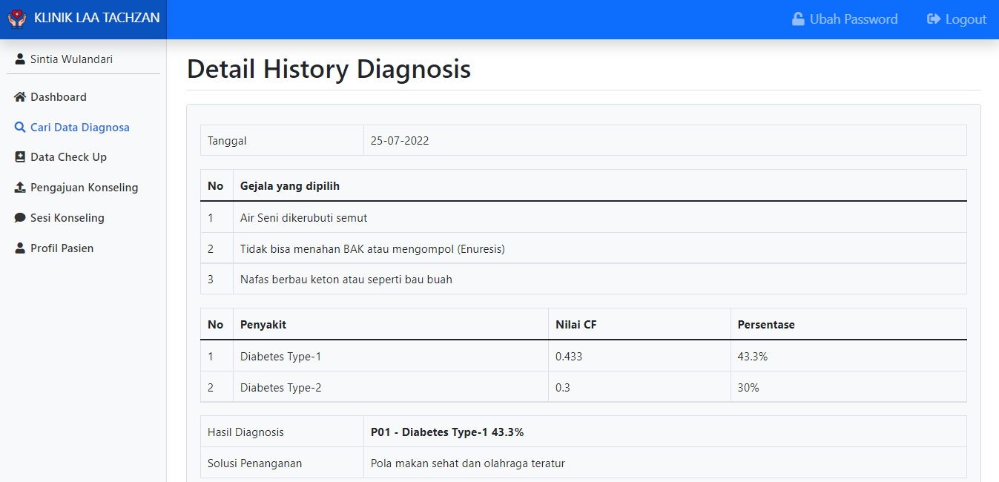 KLINIK LAA TACHZAN
Ubah Password
Logout
Sintia Wulandari
Dashboard
Cari Data Diagnosa
Data Check Up
Pengajuan Konseling
Sesi Konseling
Profil Pasien
Detail History Diagnosis
Tanggal 25-07-2022
No Gejala yang dipilih
1 Air Seni dikerubuti semut
2 Tidak bisa menahan BAK atau mengompol (Enuresis)
3 Nafas berbau keton atau seperti bau buah
No Penyakit Nilai CF Persentase
1 Diabetes Type-1 0.433 43.3%
2 Diabetes Type-2 0.3 30%
Hasil Diagnosis P01 - Diabetes Type-1 43.3%
Solusi Penanganan Pola makan sehat dan olahraga teratur